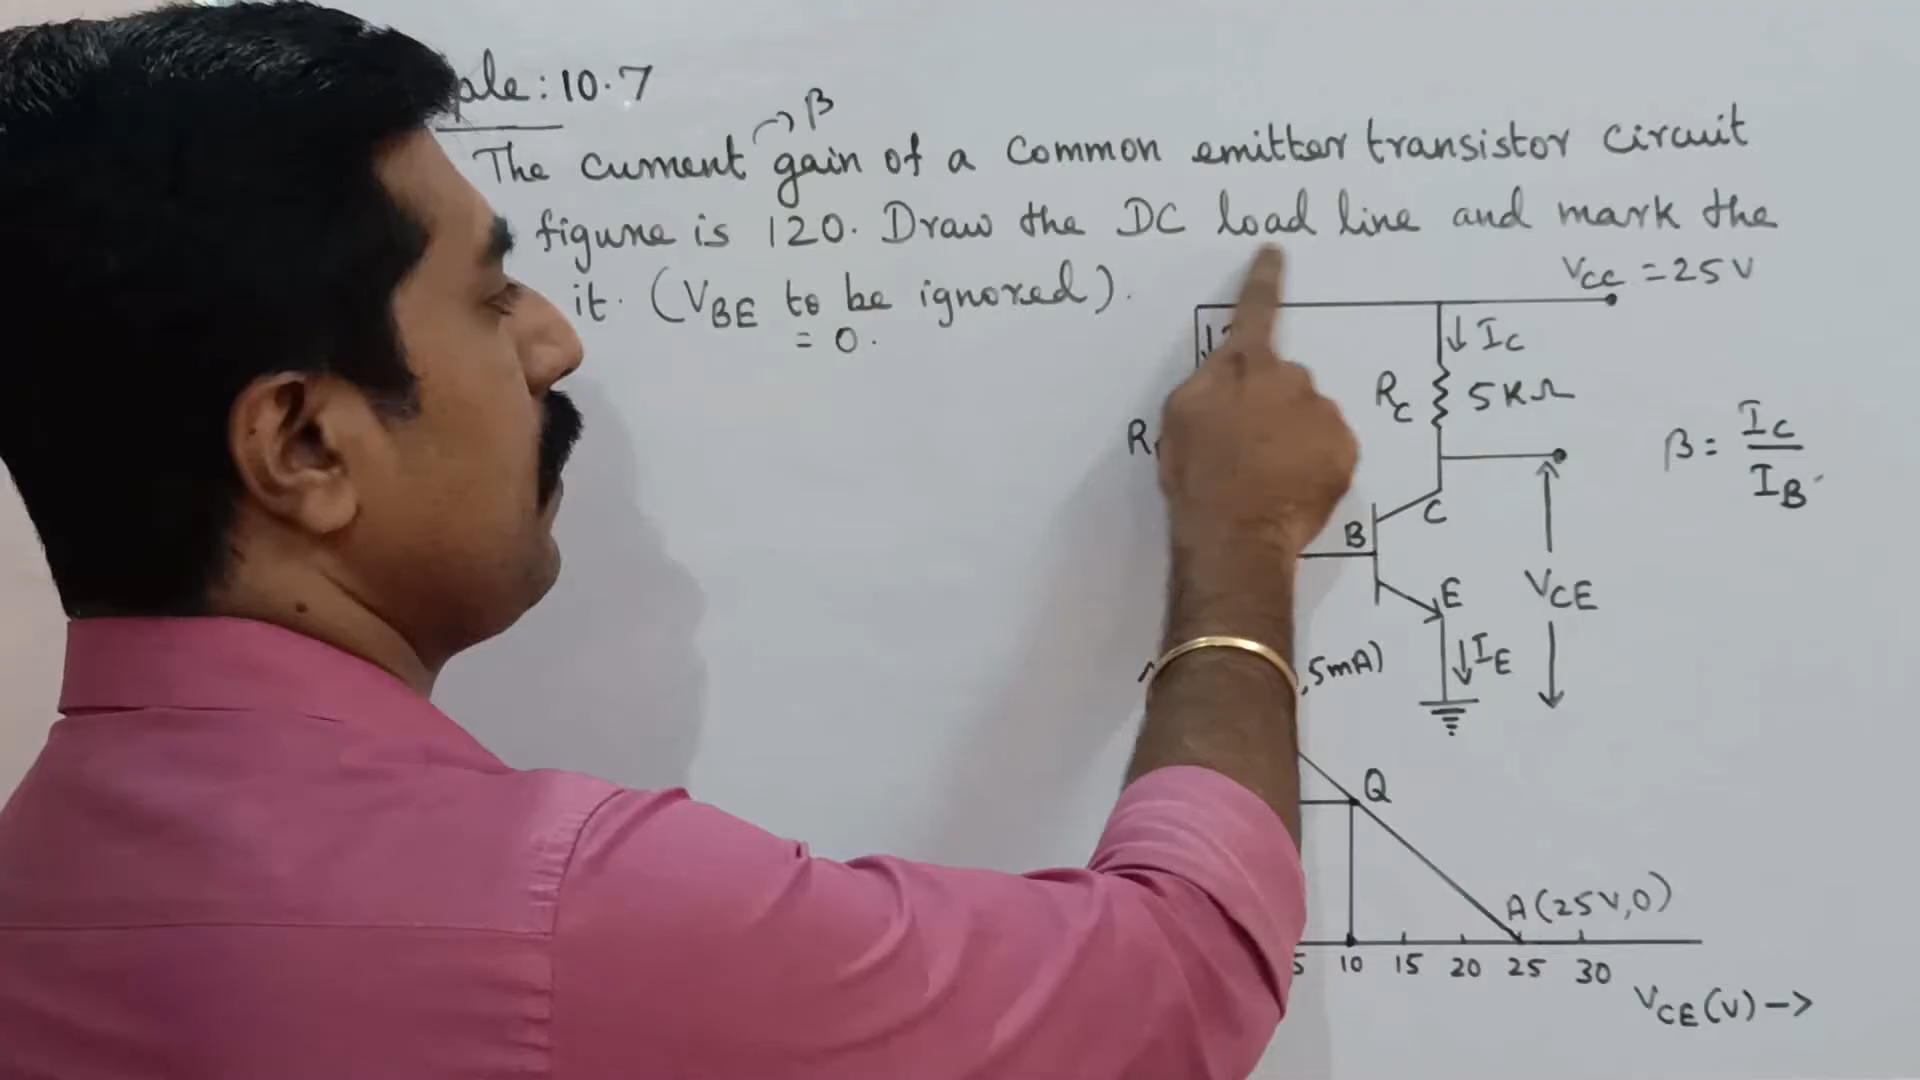 ple: 10.7
β
The current gain of a common emitter transistor circuit
figure is 120. Draw the DC load line and mark the
it. (VBE to be ignored).
= 0.
VCC = 25 V
↓ IC
RC 5KΩ
R
β = IC / IB
B
C
E
VCE
↓ IE
, 5mA)
Q
A (25V, 0)
5 10 15 20 25 30
VCE (V) →